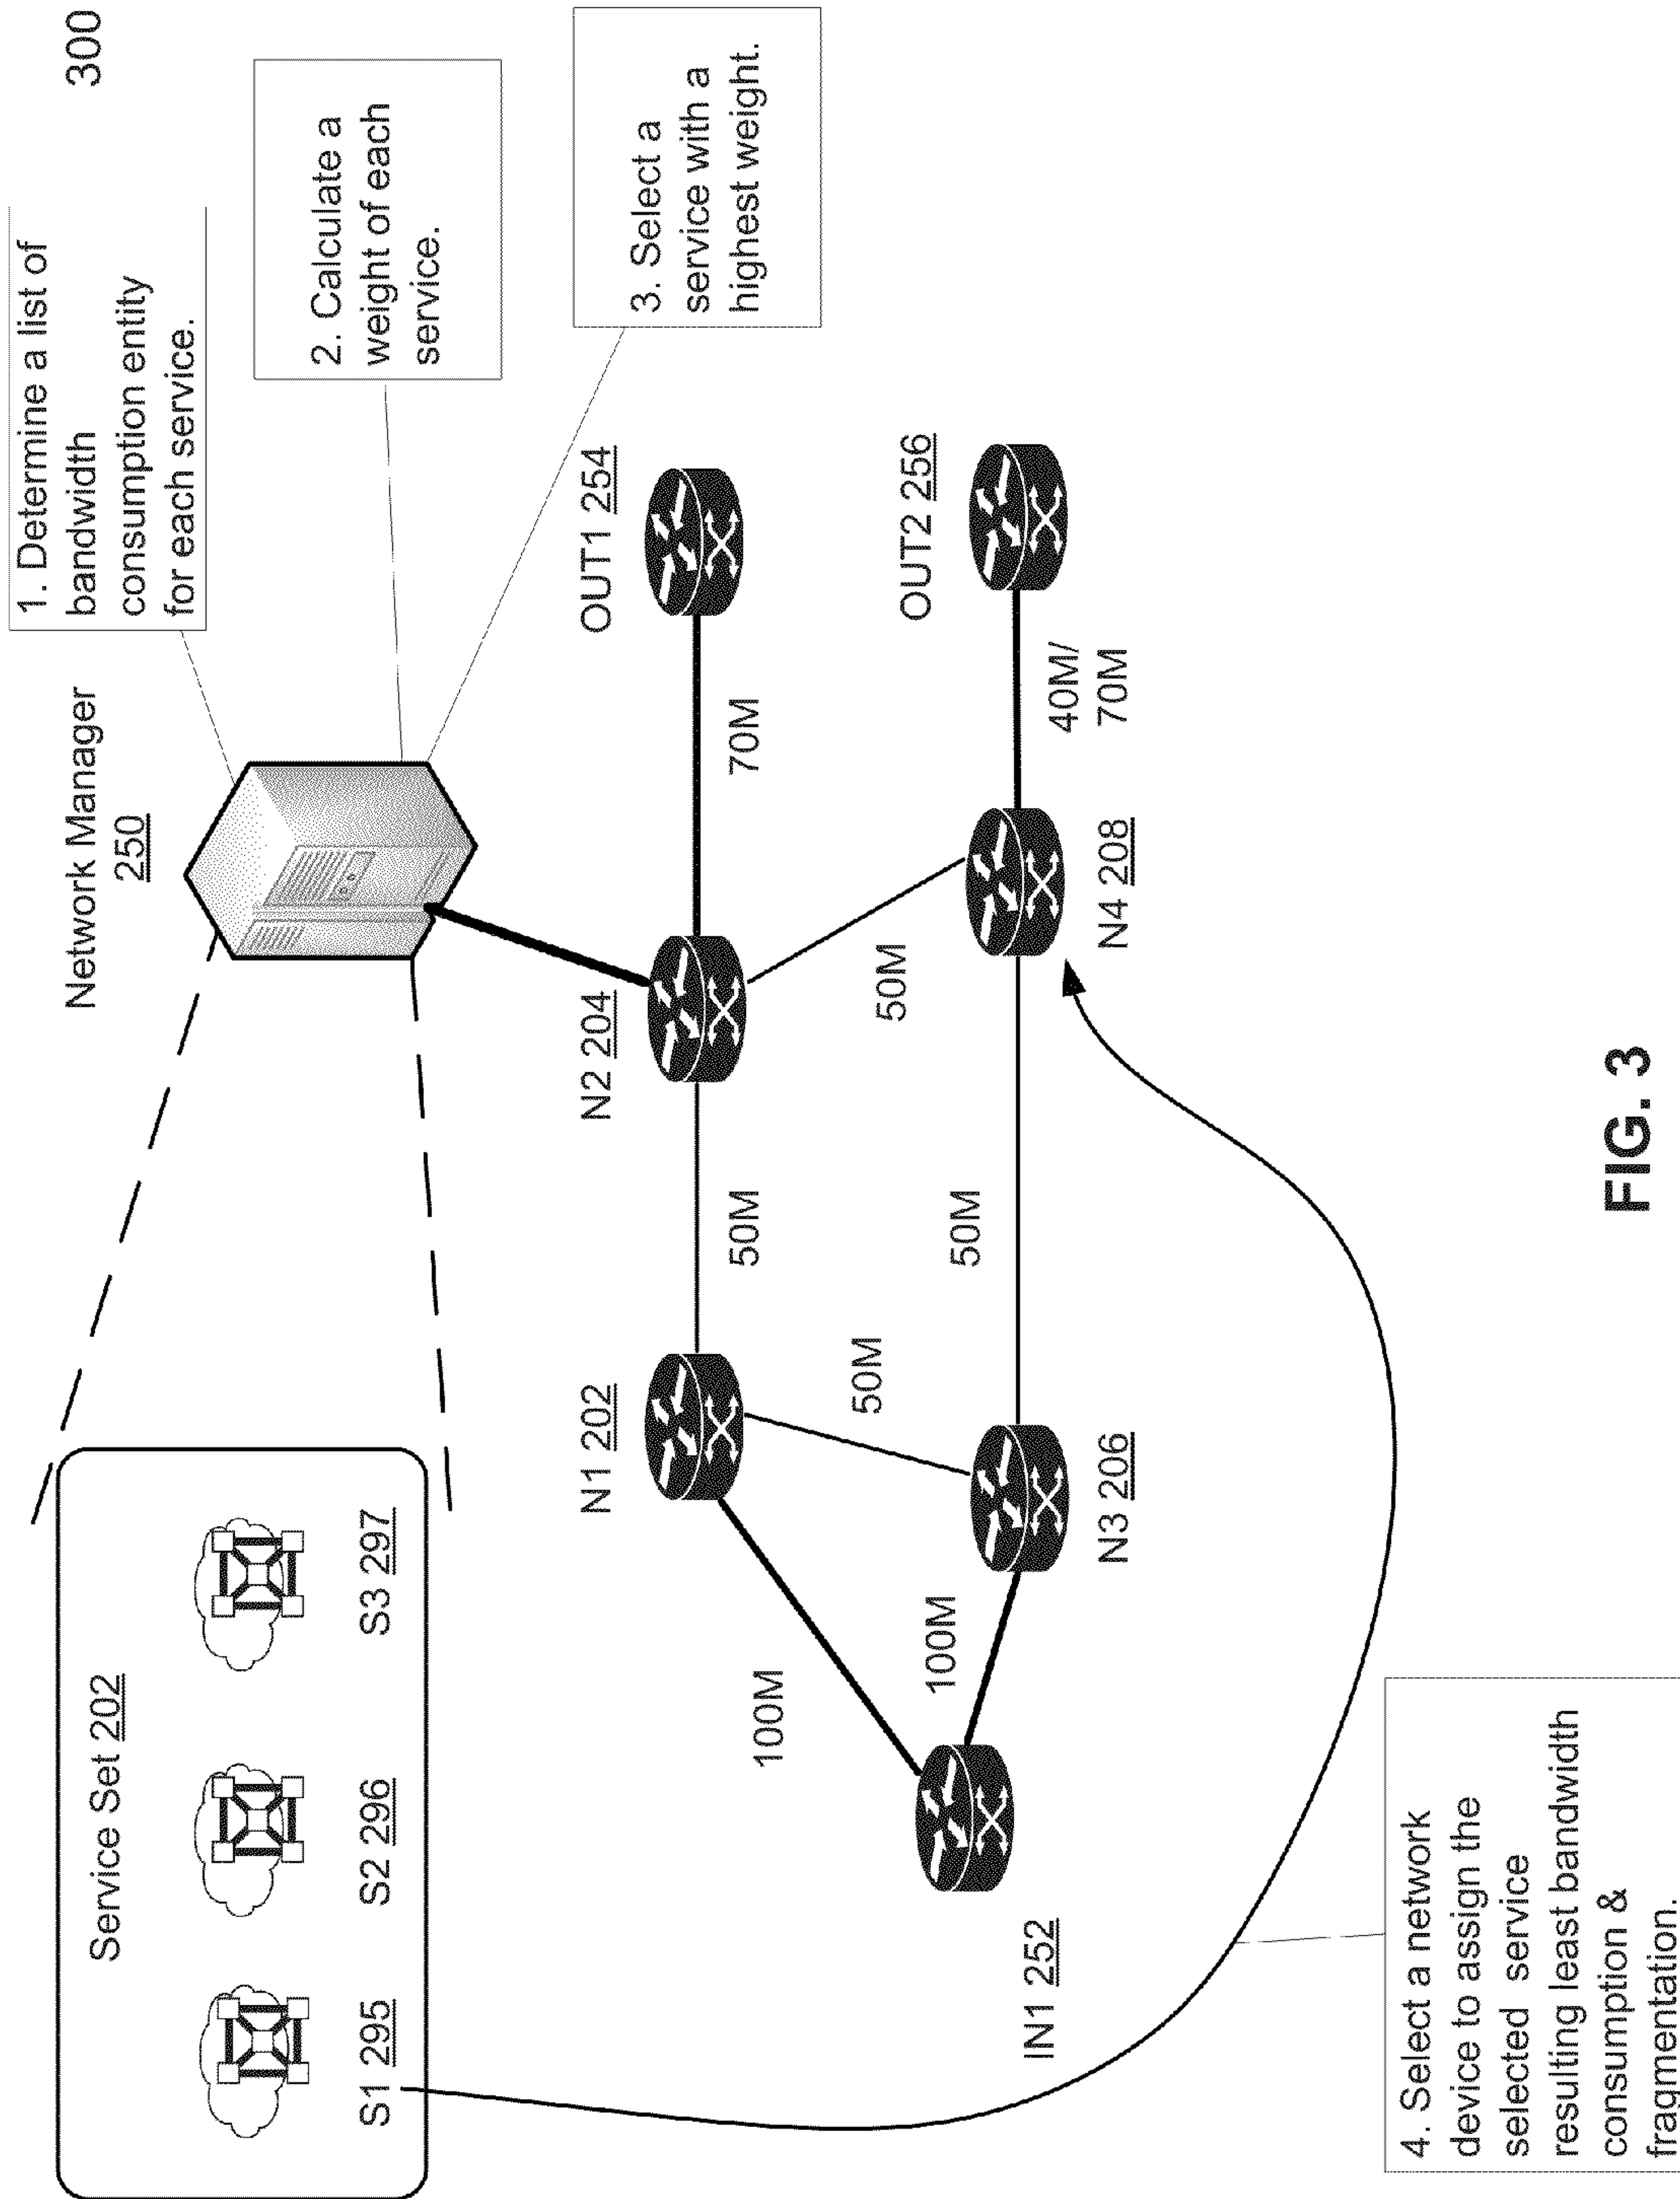 300
Network Manager
250
1. Determine a list of
bandwidth
consumption entity
for each service.
2. Calculate a
weight of each
service.
3. Select a
service with a
highest weight.
Service Set 202
S1 295
S2 296
S3 297
N1 202
N2 204
OUT1 254
50M
70M
100M
50M
50M
IN1 252
100M
50M
40M/
70M
OUT2 256
N3 206
N4 208
4. Select a network
device to assign the
selected service
resulting least bandwidth
consumption &
fragmentation.
FIG. 3